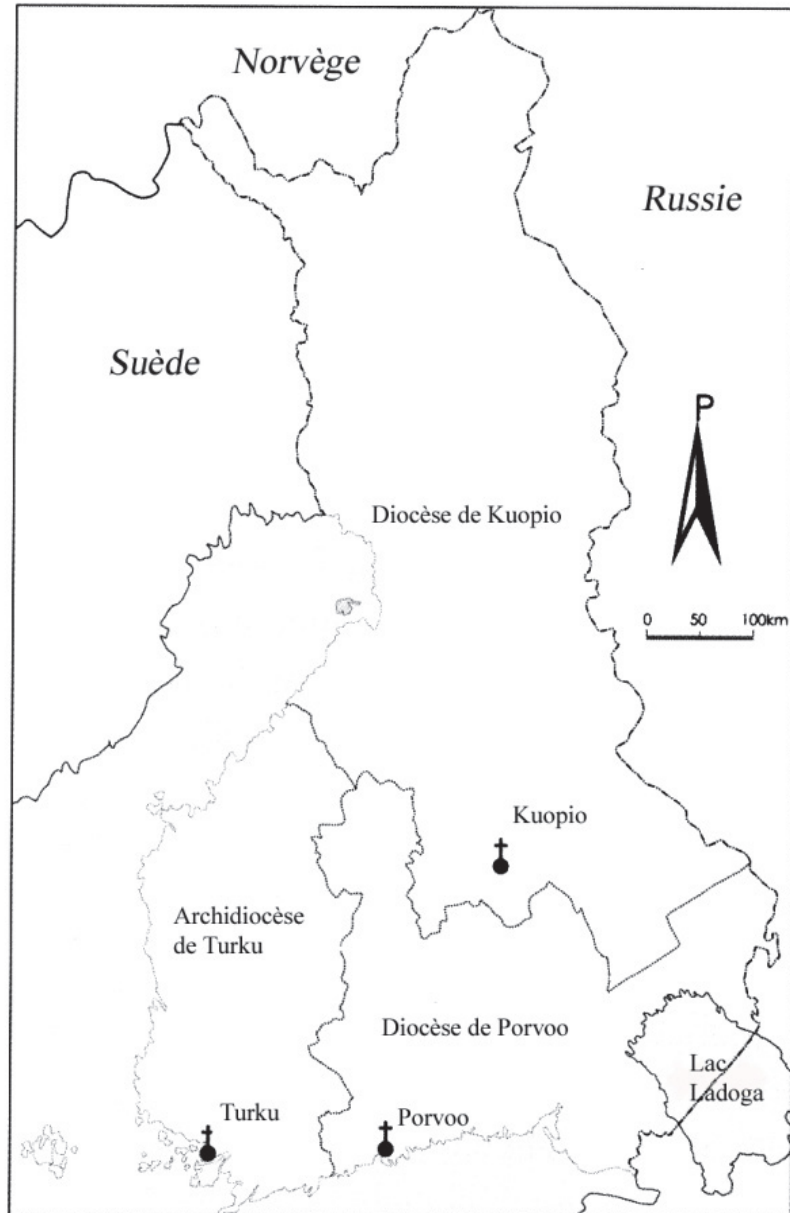 Norvège
Russie
Suède
P
Diocèse de Kuopio
0 50 100km
Kuopio
Archidiocèse
de Turku
Diocèse de Porvoo
Lac
Ladoga
Turku
Porvoo